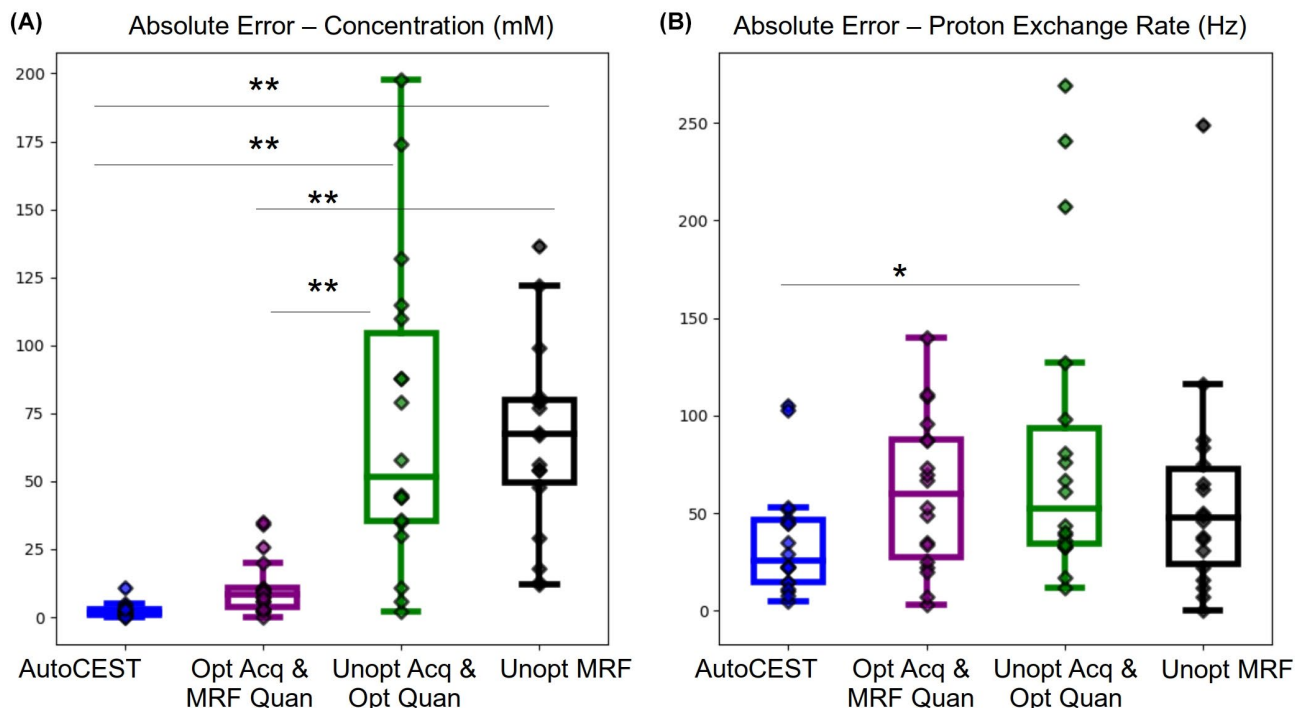 (A) Absolute Error – Concentration (mM)
200
175
150
125
100
75
50
25
0
**
**
**
**
AutoCEST
Opt Acq &
MRF Quan
Unopt Acq &
Opt Quan
Unopt MRF
(B) Absolute Error – Proton Exchange Rate (Hz)
250
200
150
100
50
0
*
AutoCEST
Opt Acq &
MRF Quan
Unopt Acq &
Opt Quan
Unopt MRF